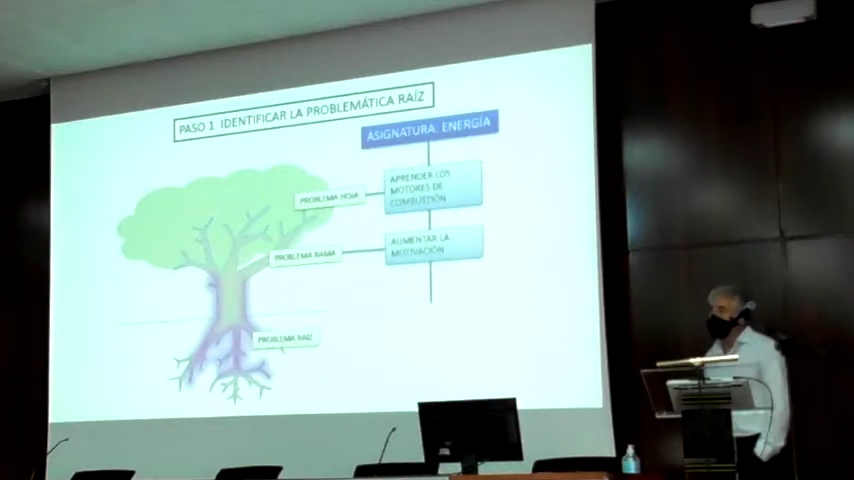 PASO 1. IDENTIFICAR LA PROBLEMÁTICA RAÍZ
ASIGNATURA: ENERGÍA
PROBLEMA HOJA
APRENDER LOS
MOTORES DE
COMBUSTIÓN
PROBLEMA RAMA
AUMENTAR LA
MOTIVACIÓN
PROBLEMA RAIZ